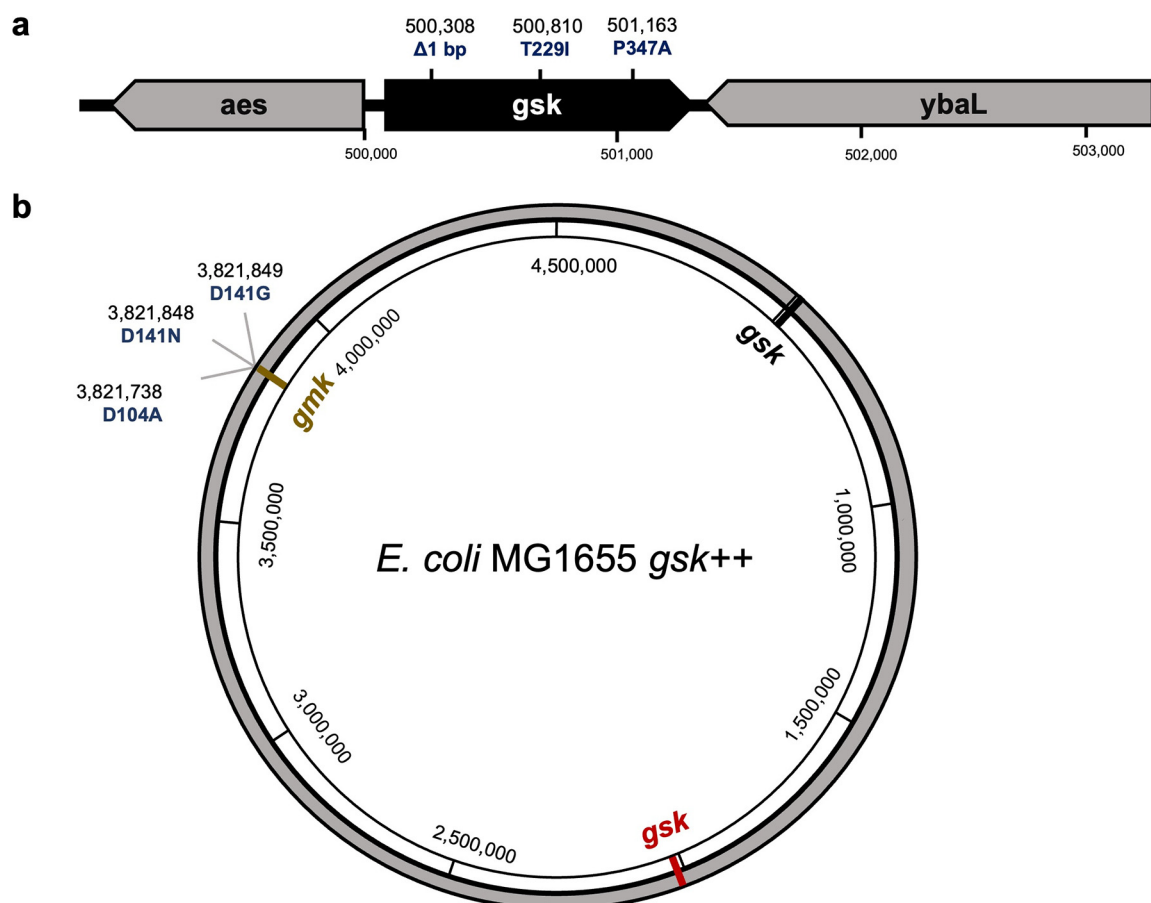 a
500,308 500,810 501,163
Δ1 bp T229I P347A
aes gsk ybaL
500,000 501,000 502,000 503,000
b
4,500,000
3,821,849
D141G
3,821,848
D141N
3,821,738
D104A
4,000,000
gmk
gsk
3,500,000
1,000,000
E. coli MG1655 gsk++
3,000,000
1,500,000
2,500,000
gsk